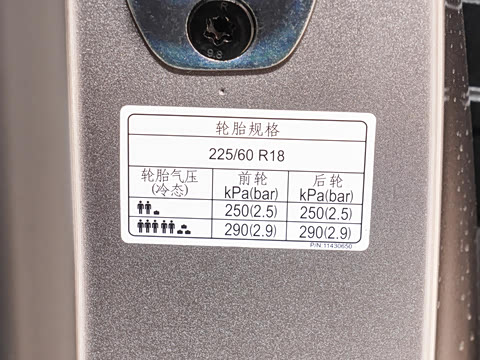 轮胎规格
225/60 R18
轮胎气压 前轮 后轮
(冷态) kPa(bar) kPa(bar)
250(2.5) 250(2.5)
290(2.9) 290(2.9)
P/N.11430650